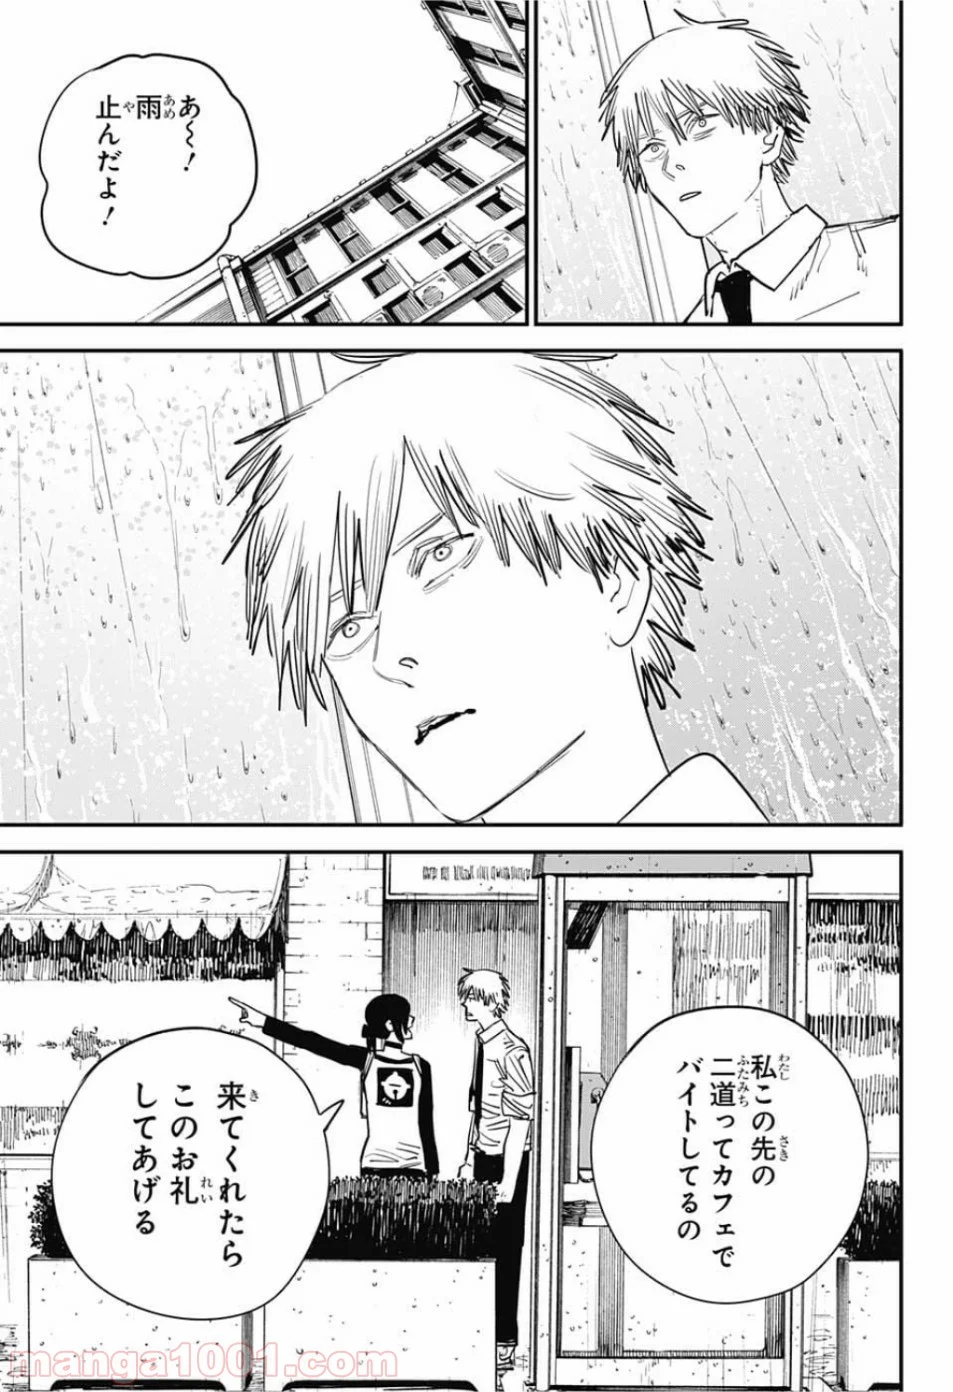 あ〜！
雨
止んだよ！
私この先の
二道ってカフェで
バイトしてるの
来てくれたら
このお礼
してあげる
manga1001.com